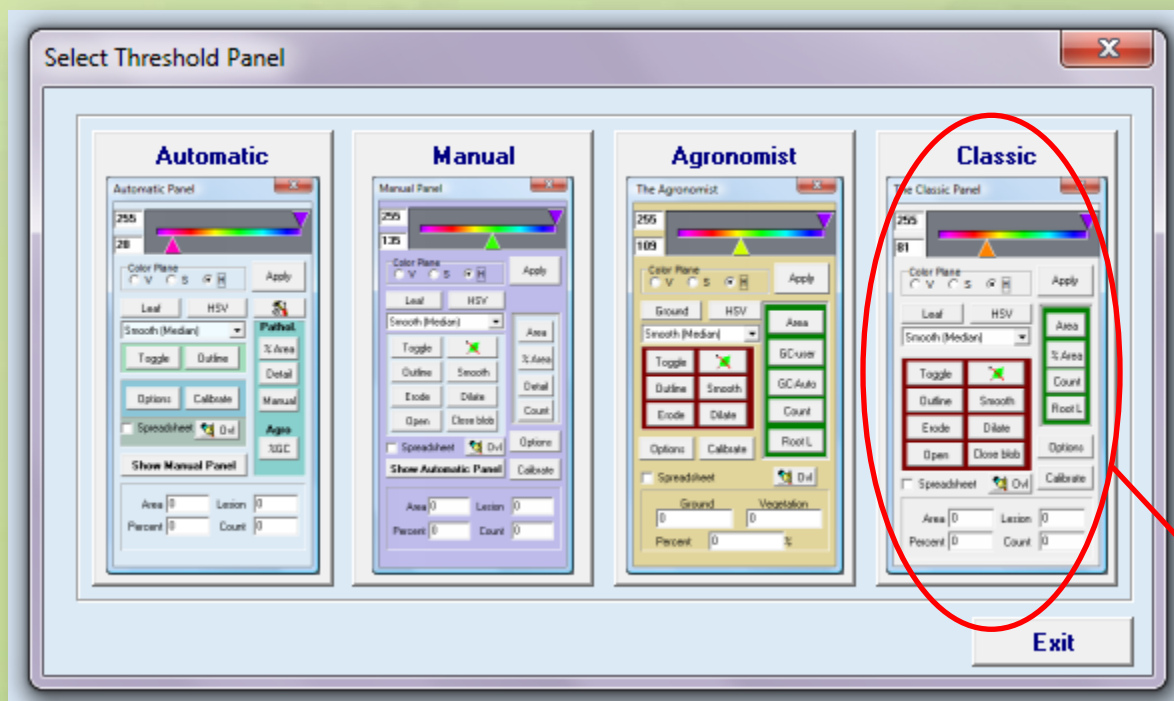 Select Threshold Panel
Automatic
Automatic Panel
255
28
Color Plane
V S H
Apply
Leaf HSV
Smooth (Median)
Pathol.
Toggle Outline
% Area
Detail
Options Calibrate
Manual
Spreadsheet Ovl
Agro
%GC
Show Manual Panel
Area 0 Lesion 0
Percent 0 Count 0
Manual
Manual Panel
255
135
Color Plane
V S H
Apply
Leaf HSV
Smooth (Median)
Area
Toggle
% Area
Outline Smooth
Detail
Erode Dilate
Count
Open Close blob
Spreadsheet Ovl
Options
Show Automatic Panel
Calibrate
Area 0 Lesion 0
Percent 0 Count 0
Agronomist
The Agronomist
255
109
Color Plane
V S H
Apply
Ground HSV
Area
Smooth (Median)
Toggle
GC-user
Outline Smooth
GC-Auto
Erode Dilate
Count
Options Calibrate
Root L
Spreadsheet
Ovl
Ground Vegetation
0 0
Percent 0 %
Classic
The Classic Panel
255
81
Color Plane
V S H
Apply
Leaf HSV
Area
Smooth (Median)
% Area
Toggle
Count
Outline Smooth
Root L
Erode Dilate
Open Close blob
Options
Spreadsheet Ovl
Calibrate
Area 0 Lesion 0
Percent 0 Count 0
Exit